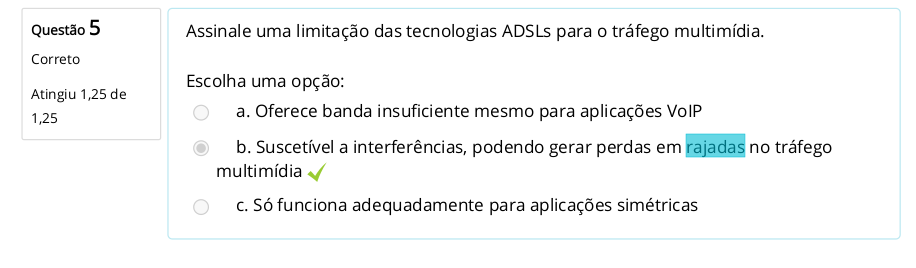 Questão 5
Correto
Atingiu 1,25 de
1,25
Assinale uma limitação das tecnologias ADSLs para o tráfego multimídia.
Escolha uma opção:
a. Oferece banda insuficiente mesmo para aplicações VoIP
b. Suscetível a interferências, podendo gerar perdas em rajadas no tráfego
multimídia
c. Só funciona adequadamente para aplicações simétricas